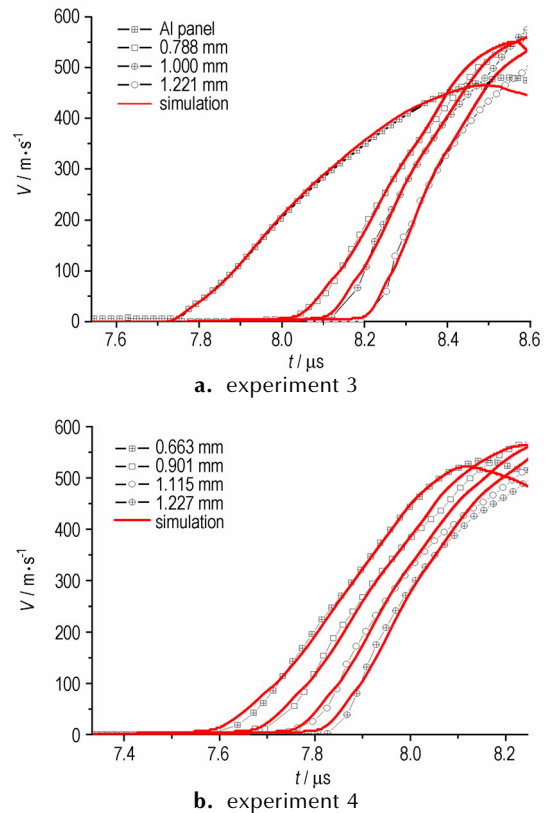 600
500
400
300
200
100
0
V / m·s⁻¹
Al panel
0.788 mm
1.000 mm
1.221 mm
simulation
7.6 7.8 8.0 8.2 8.4 8.6
t / μs
a. experiment 3
600
500
400
300
200
100
0
V / m·s⁻¹
0.663 mm
0.901 mm
1.115 mm
1.227 mm
simulation
7.4 7.6 7.8 8.0 8.2
t / μs
b. experiment 4